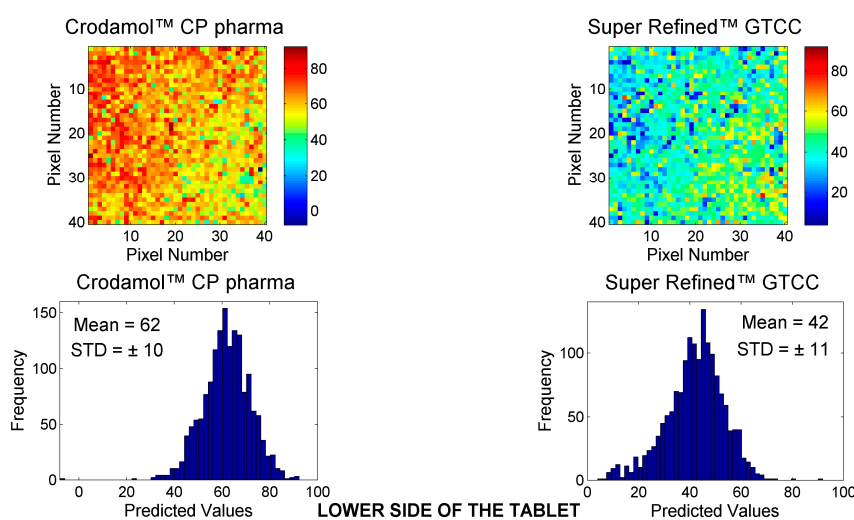 Crodamol™ CP pharma
Super Refined™ GTCC
Pixel Number
10
20
30
40
10 20 30 40
Pixel Number
80
60
40
20
0
Pixel Number
10
20
30
40
10 20 30 40
Pixel Number
80
60
40
20
Crodamol™ CP pharma
Super Refined™ GTCC
Mean = 62
STD = ± 10
Frequency
150
100
50
0
0 20 40 60 80 100
Predicted Values
Mean = 42
STD = ± 11
Frequency
100
50
0
0 20 40 60 80 100
Predicted Values
LOWER SIDE OF THE TABLET